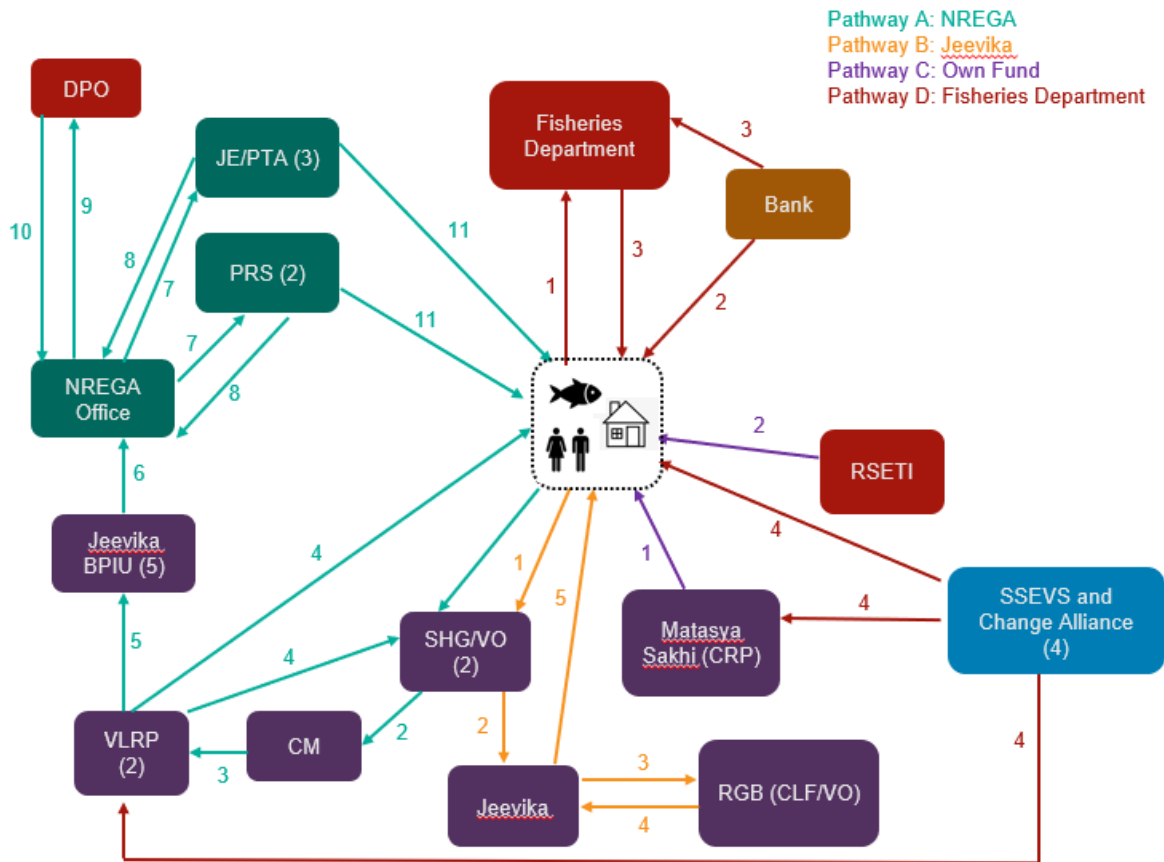 Pathway A: NREGA
Pathway B: Jeevika
Pathway C: Own Fund
Pathway D: Fisheries Department
DPO
JE/PTA (3)
Fisheries
Department
3
Bank
10
9
8
7
11
1
3
2
PRS (2)
7
11
8
NREGA
Office
2
RSETI
6
4
4
Jeevika
BPIU (5)
1
5
1
SSEVS and
Change Alliance
(4)
4
5
4
SHG/VO
(2)
Matasya
Sakhi (CRP)
VLRP
(2)
3
CM
2
2
4
Jeevika
3
4
RGB (CLF/VO)